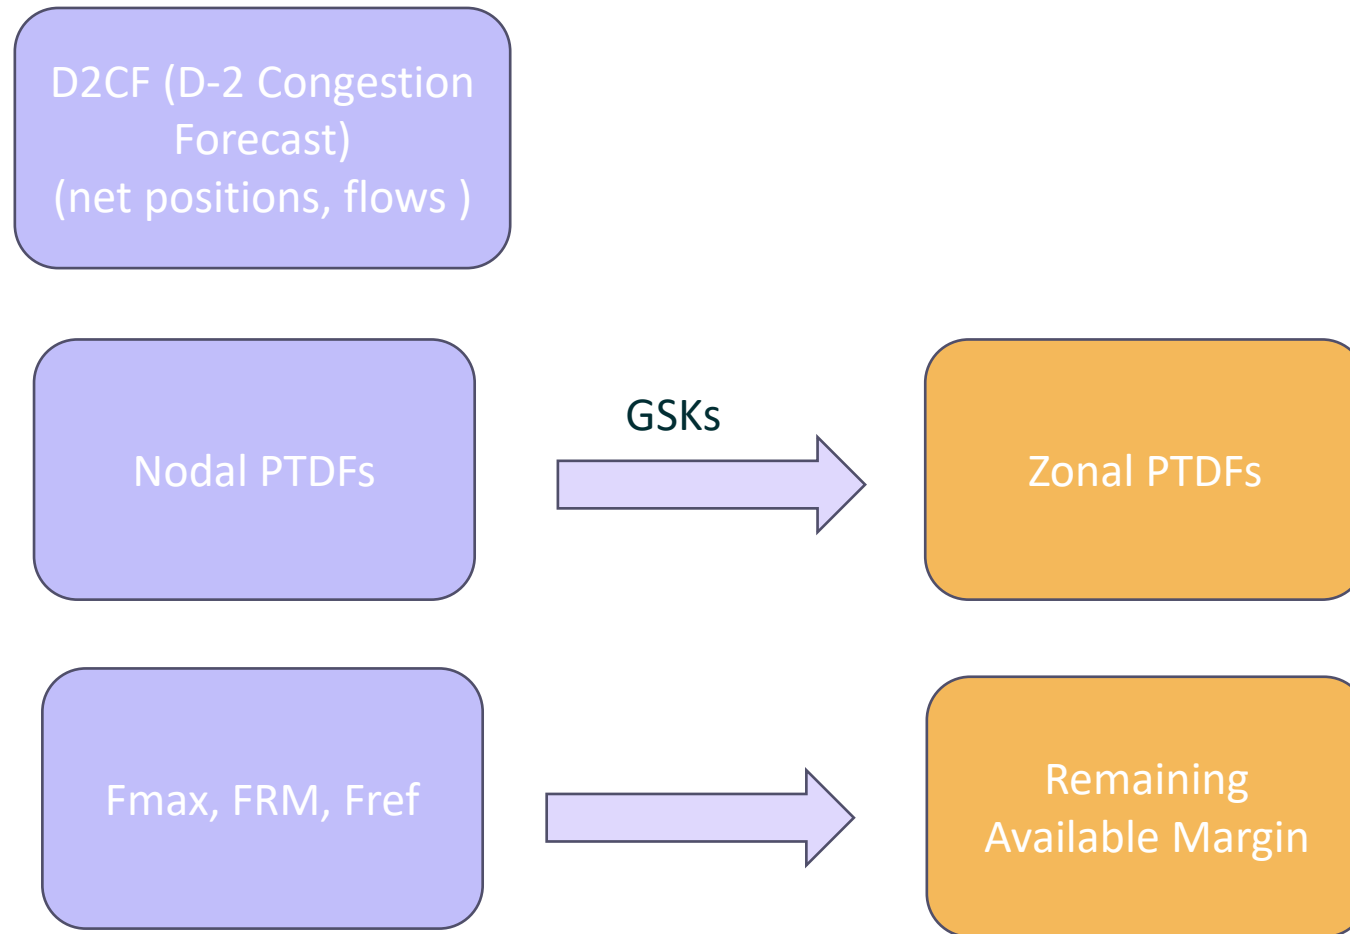 D2CF (D-2 Congestion
Forecast)
(net positions, flows )
Nodal PTDFs
GSKs
Zonal PTDFs
Fmax, FRM, Fref
Remaining
Available Margin